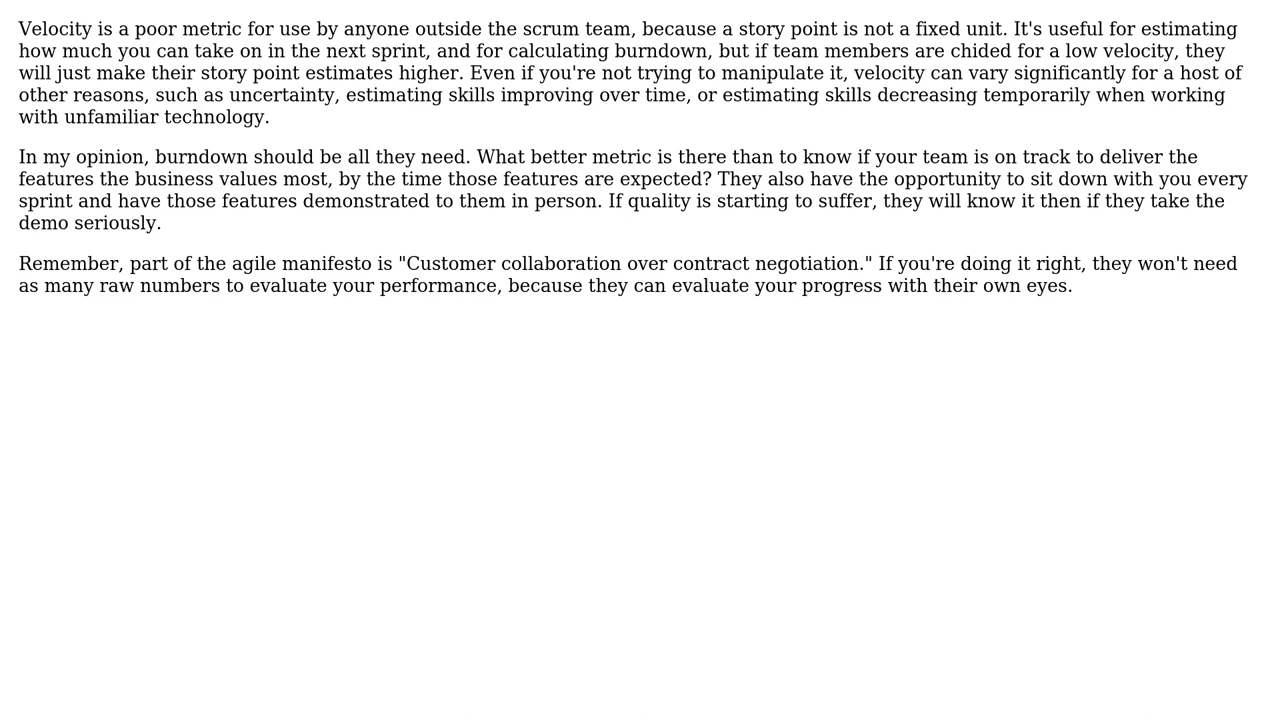 Velocity is a poor metric for use by anyone outside the scrum team, because a story point is not a fixed unit. It's useful for estimating
how much you can take on in the next sprint, and for calculating burndown, but if team members are chided for a low velocity, they
will just make their story point estimates higher. Even if you're not trying to manipulate it, velocity can vary significantly for a host of
other reasons, such as uncertainty, estimating skills improving over time, or estimating skills decreasing temporarily when working
with unfamiliar technology.
In my opinion, burndown should be all they need. What better metric is there than to know if your team is on track to deliver the
features the business values most, by the time those features are expected? They also have the opportunity to sit down with you every
sprint and have those features demonstrated to them in person. If quality is starting to suffer, they will know it then if they take the
demo seriously.
Remember, part of the agile manifesto is "Customer collaboration over contract negotiation." If you're doing it right, they won't need
as many raw numbers to evaluate your performance, because they can evaluate your progress with their own eyes.